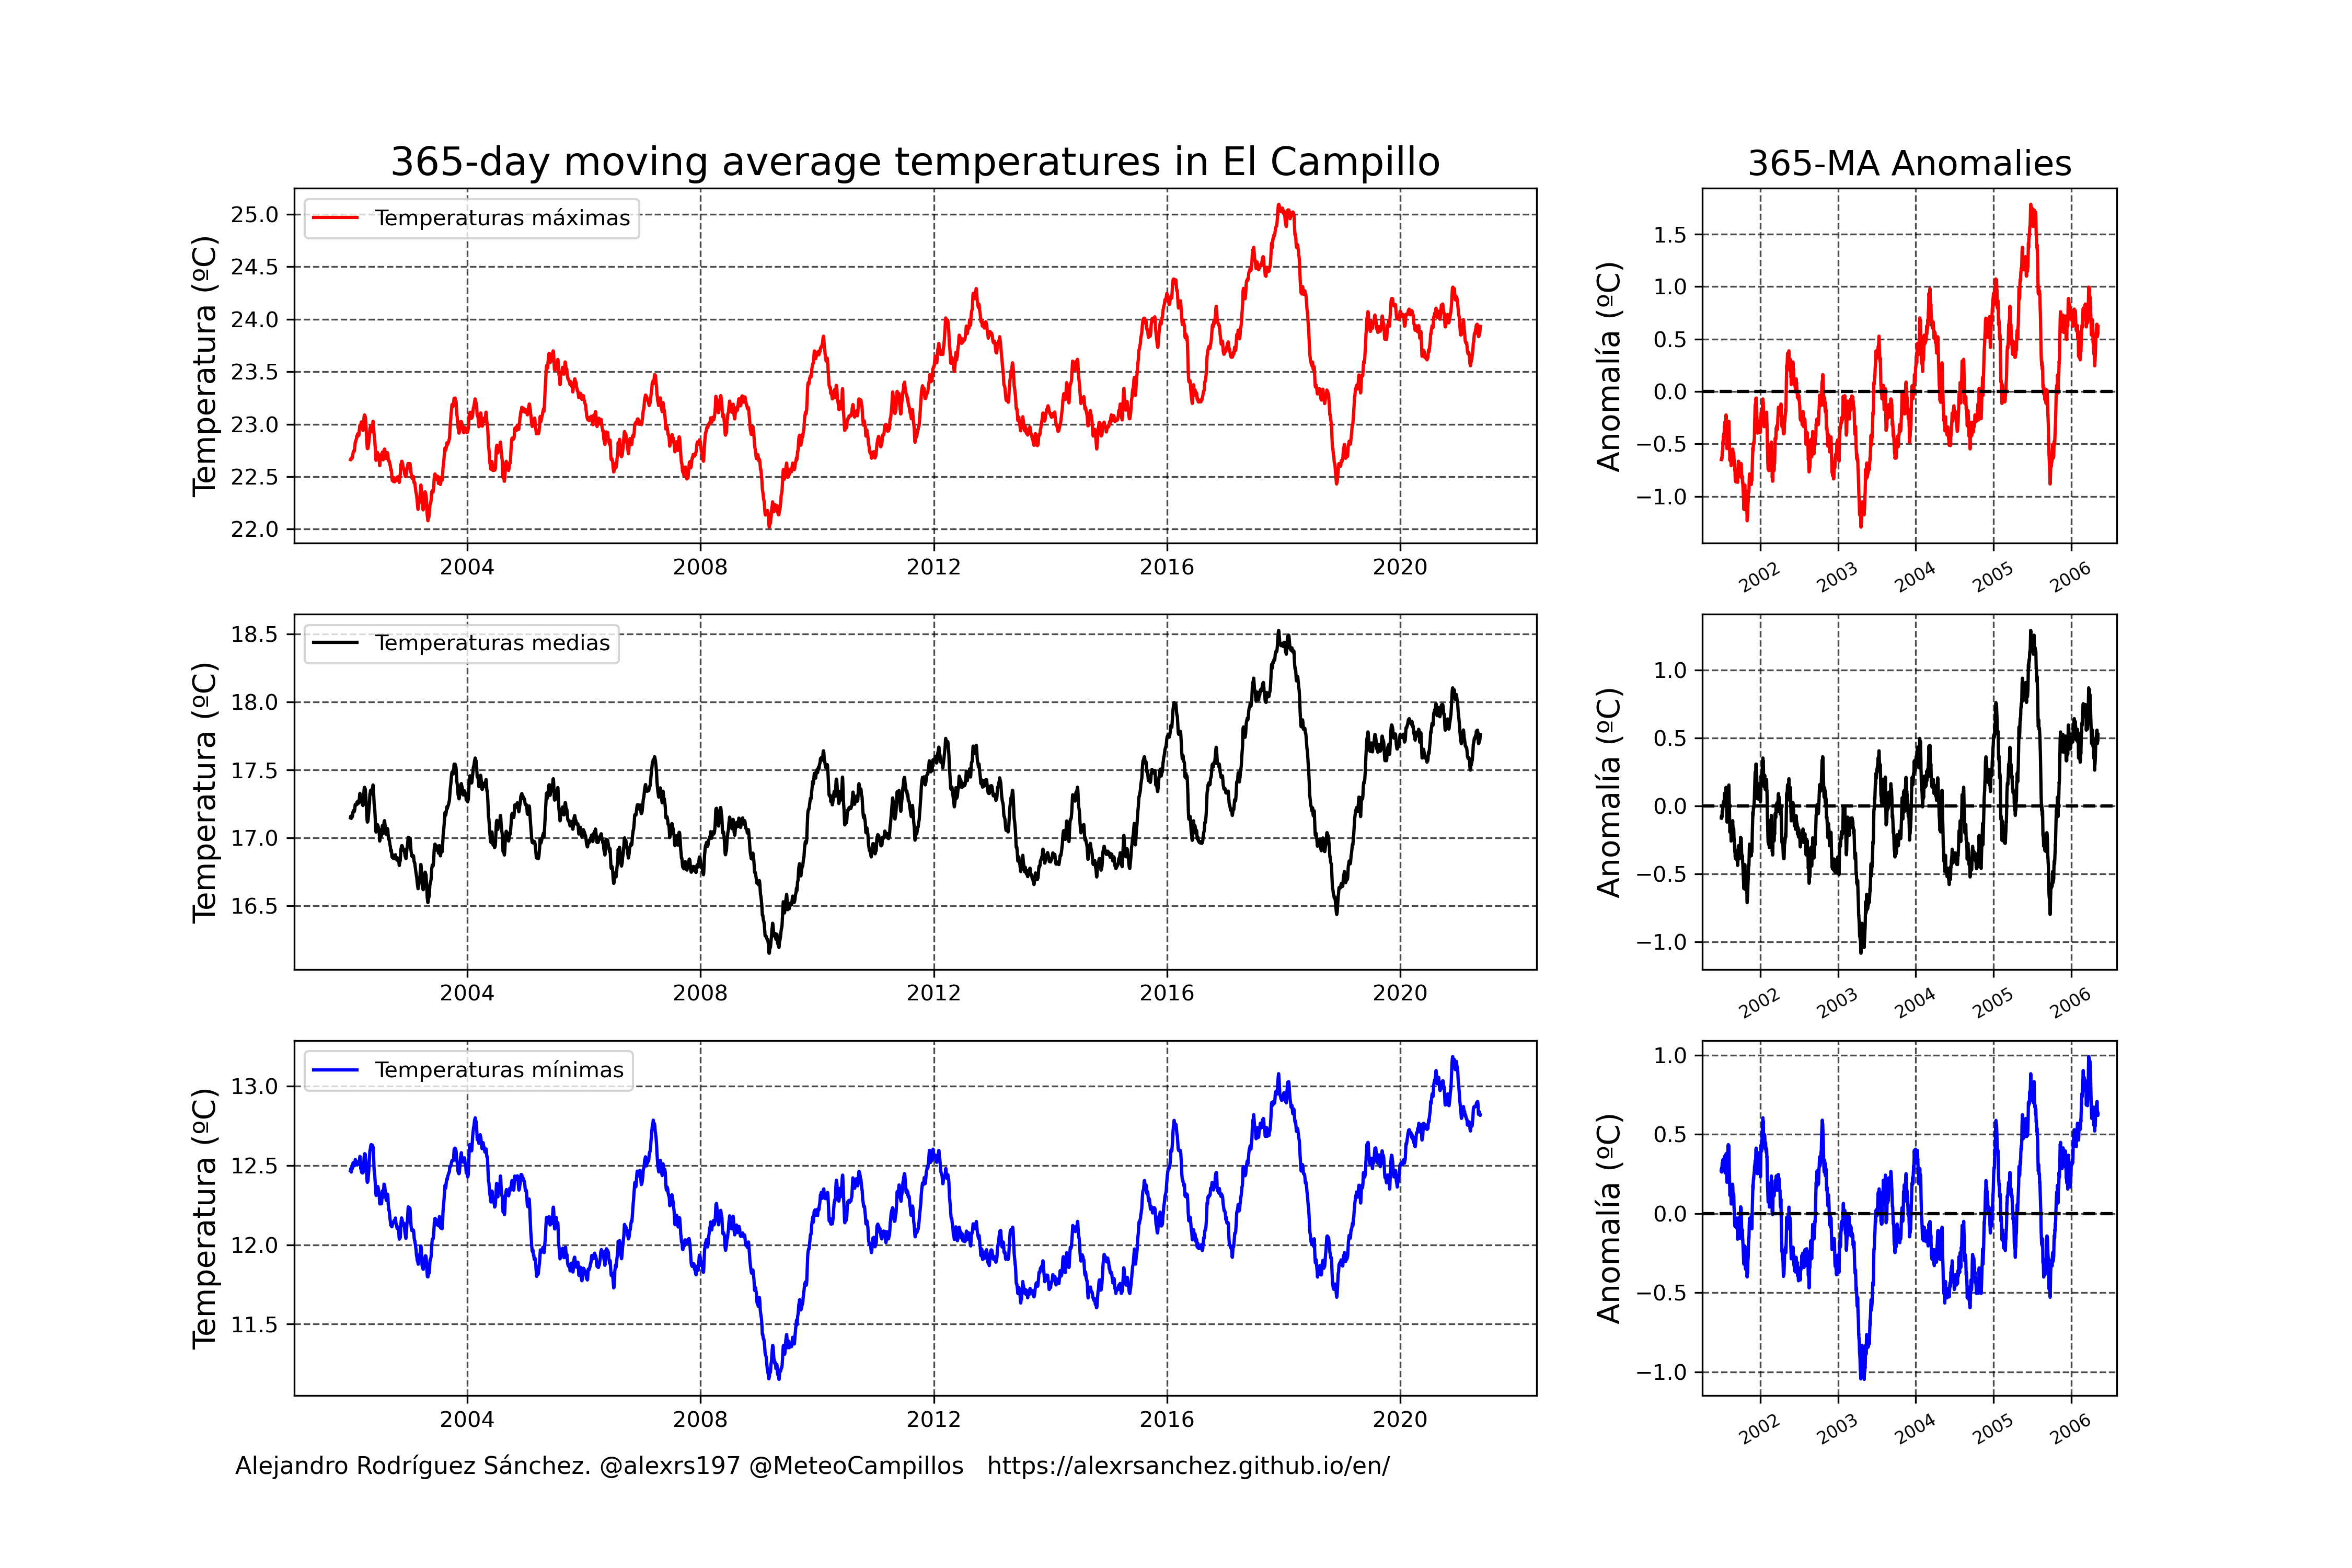 365-day moving average temperatures in El Campillo
Temperatura (ºC)
25.0
24.5
24.0
23.5
23.0
22.5
22.0
Temperaturas máximas
2004 2008 2012 2016 2020
365-MA Anomalies
Anomalía (ºC)
1.5
1.0
0.5
0.0
−0.5
−1.0
2002 2003 2004 2005 2006
Temperatura (ºC)
18.5
18.0
17.5
17.0
16.5
Temperaturas medias
2004 2008 2012 2016 2020
Anomalía (ºC)
1.0
0.5
0.0
−0.5
−1.0
2002 2003 2004 2005 2006
Temperatura (ºC)
13.0
12.5
12.0
11.5
Temperaturas mínimas
2004 2008 2012 2016 2020
Anomalía (ºC)
1.0
0.5
0.0
−0.5
−1.0
2002 2003 2004 2005 2006
Alejandro Rodríguez Sánchez. @alexrs197 @MeteoCampillos https://alexrsanchez.github.io/en/